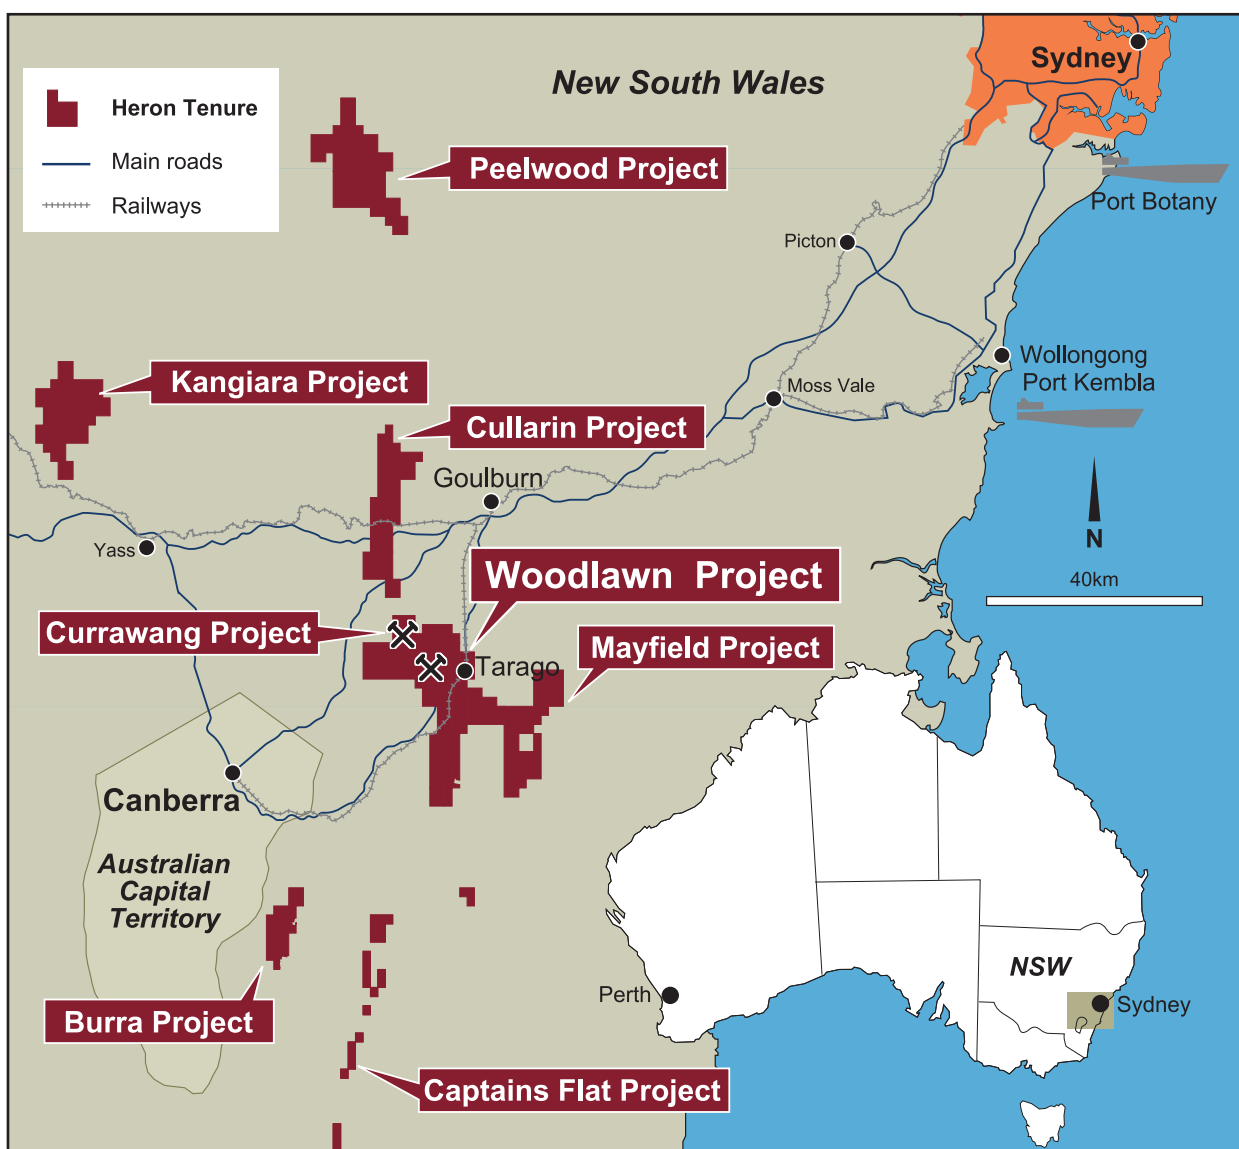 Sydney
New South Wales
Heron Tenure
Main roads
Railways
Peelwood Project
Port Botany
Picton
Wollongong
Port Kembla
Kangiara Project
Moss Vale
Cullarin Project
Goulburn
N
Yass
40km
Woodlawn Project
Currawang Project
Mayfield Project
Tarago
Canberra
Australian
Capital
Territory
NSW
Perth
Sydney
Burra Project
Captains Flat Project